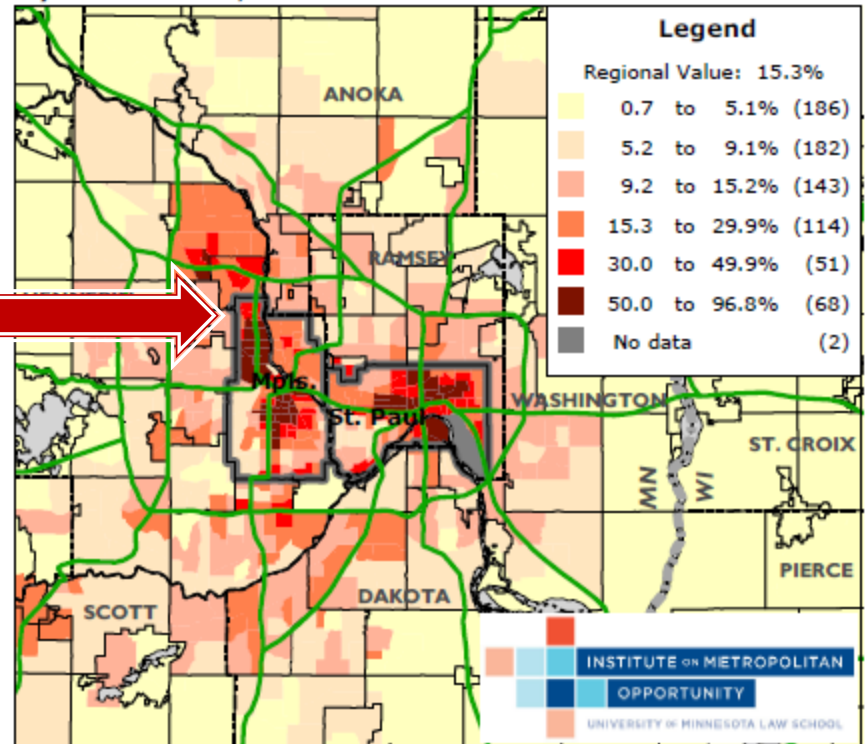 Legend
Regional Value: 15.3%
0.7 to 5.1% (186)
5.2 to 9.1% (182)
9.2 to 15.2% (143)
15.3 to 29.9% (114)
30.0 to 49.9% (51)
50.0 to 96.8% (68)
No data (2)
ANOKA
RAMSEY
Mpls.
St. Paul
WASHINGTON
ST. CROIX
MN
WI
PIERCE
DAKOTA
SCOTT
INSTITUTE ON METROPOLITAN
OPPORTUNITY
UNIVERSITY OF MINNESOTA LAW SCHOOL